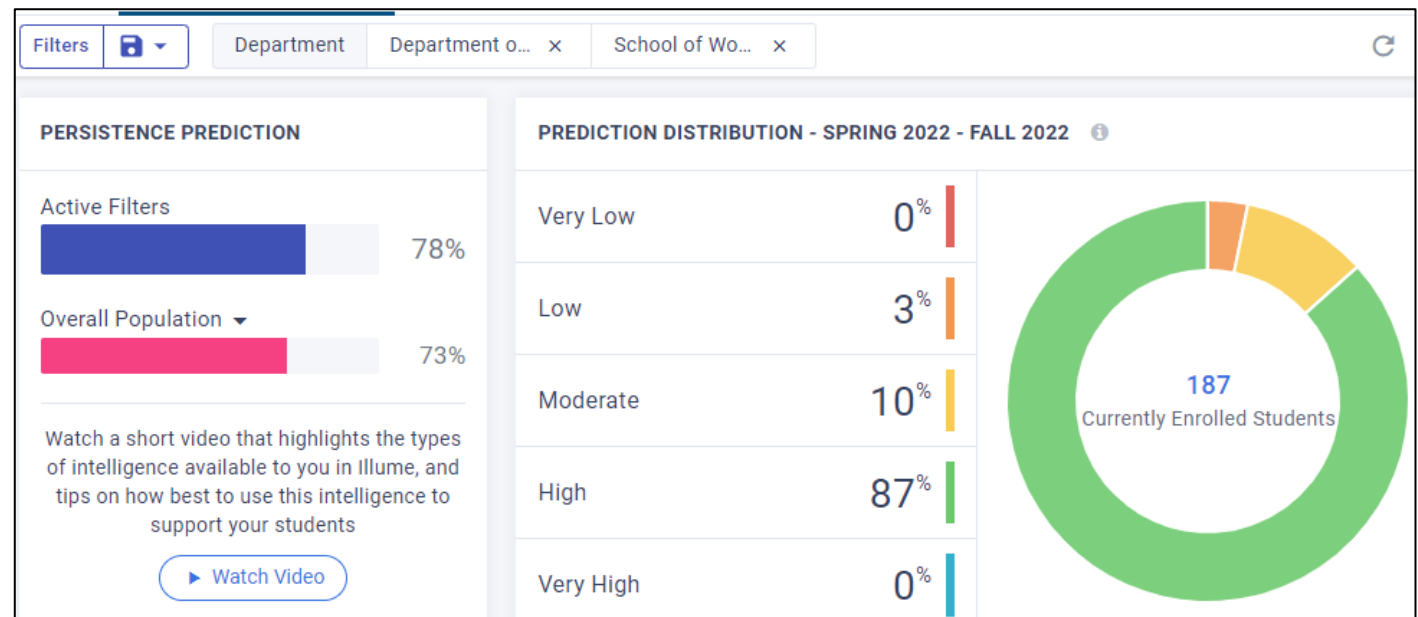 Filters
Department
Department o...
School of Wo...
PERSISTENCE PREDICTION
Active Filters
78%
Overall Population
73%
Watch a short video that highlights the types
of intelligence available to you in Illume, and
tips on how best to use this intelligence to
support your students
Watch Video
PREDICTION DISTRIBUTION - SPRING 2022 - FALL 2022
Very Low 0%
Low 3%
Moderate 10%
High 87%
Very High 0%
187
Currently Enrolled Students